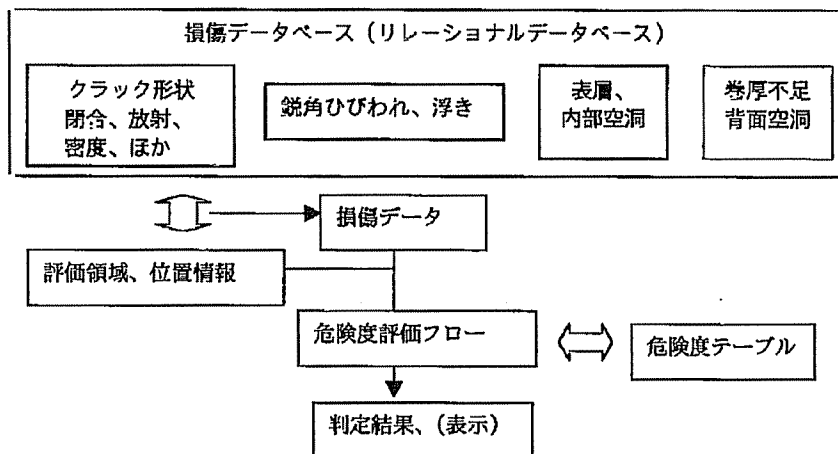 損傷データベース（リレーショナルデータベース）
クラック形状
閉合、放射、
密度、ほか
鋭角ひびわれ、浮き
表層、
内部空洞
巻厚不足
背面空洞
損傷データ
評価領域、位置情報
危険度評価フロー
危険度テーブル
判定結果、（表示）